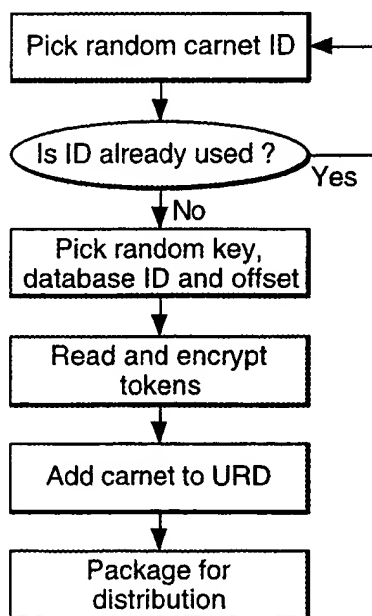 Pick random carnet ID
Is ID already used ?
Yes
No
Pick random key,
database ID and offset
Read and encrypt
tokens
Add carnet to URD
Package for
distribution